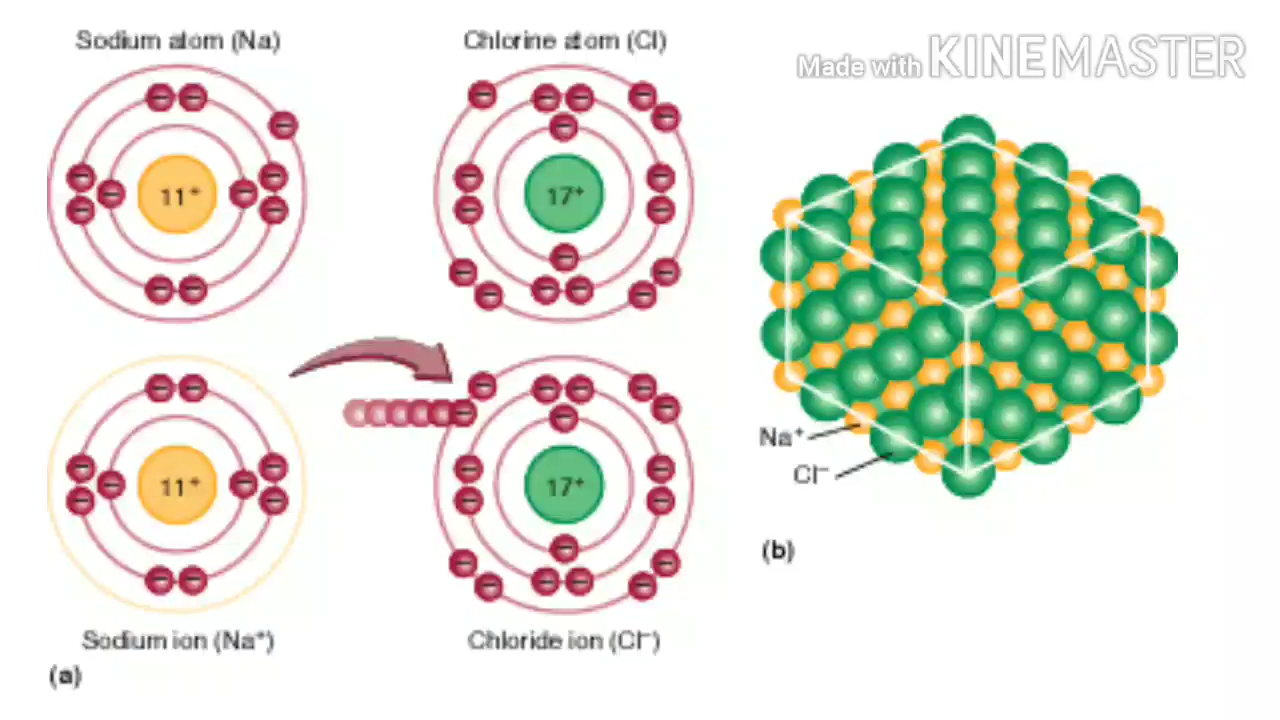 Sodium atom (Na)
Chlorine atom (Cl)
Made with KINEMASTER
11+
17+
Na+
Cl–
(b)
11+
17+
Sodium ion (Na+)
Chloride ion (Cl–)
(a)